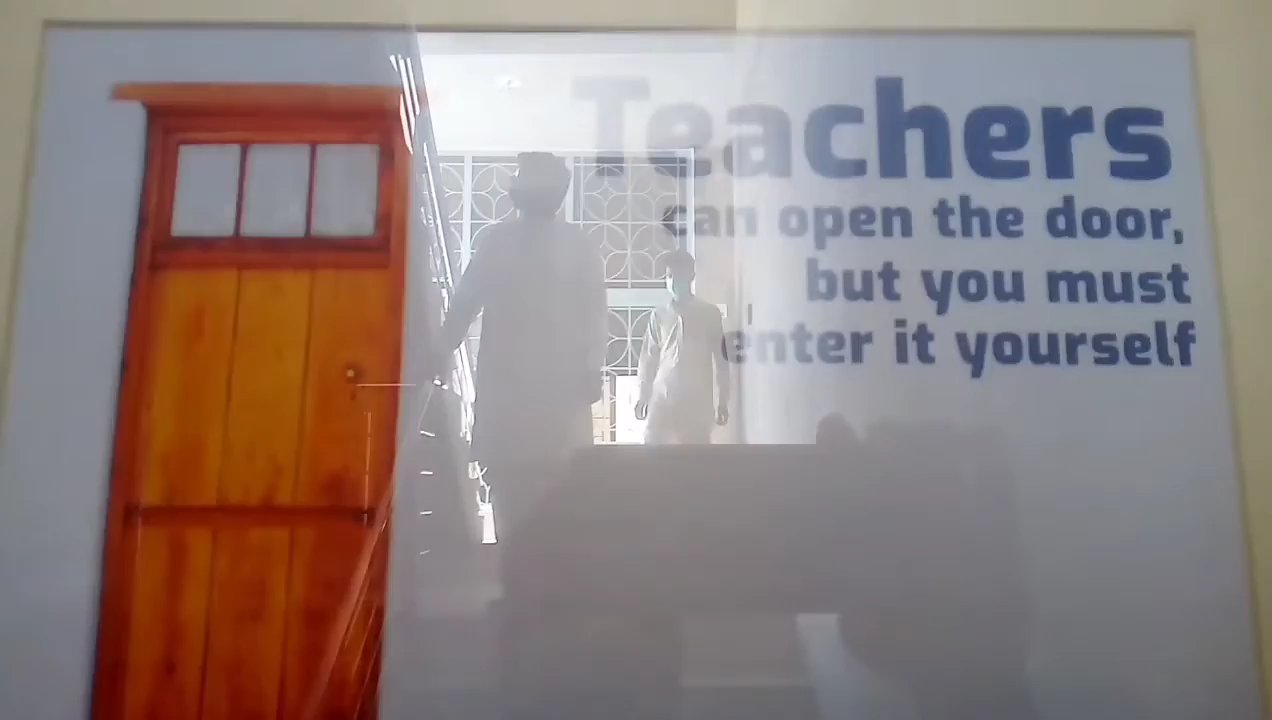 Teachers
can open the door,
but you must
enter it yourself